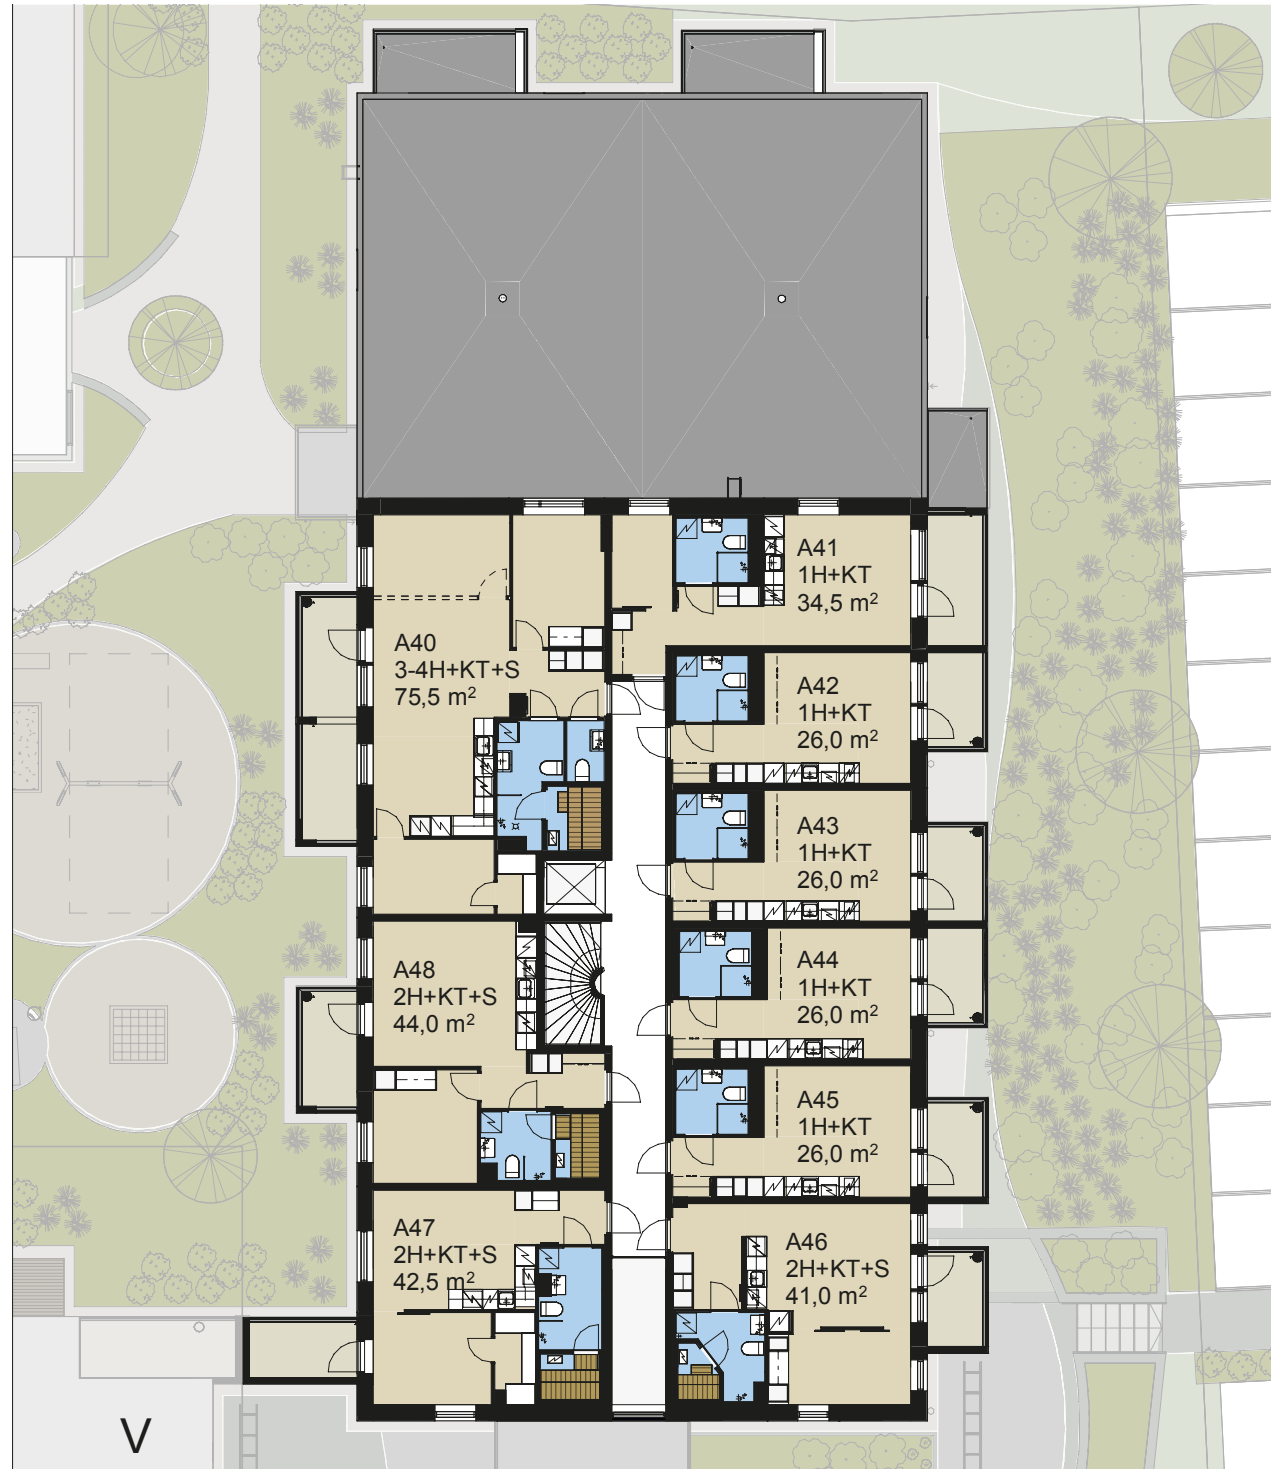 A41
1H+KT
34,5 m²
A40
3-4H+KT+S
75,5 m²
A42
1H+KT
26,0 m²
A43
1H+KT
26,0 m²
A48
2H+KT+S
44,0 m²
A44
1H+KT
26,0 m²
A45
1H+KT
26,0 m²
A47
2H+KT+S
42,5 m²
A46
2H+KT+S
41,0 m²
V